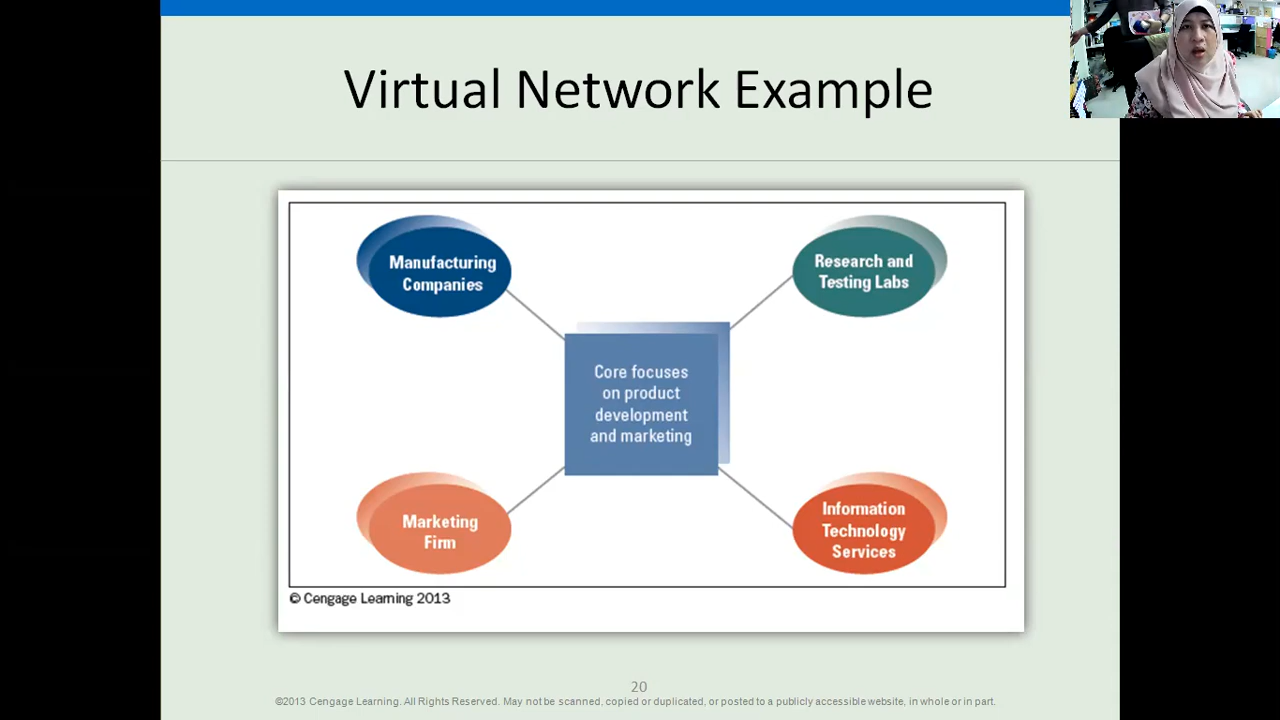 Virtual Network Example
Manufacturing
Companies
Research and
Testing Labs
Core focuses
on product
development
and marketing
Marketing
Firm
Information
Technology
Services
© Cengage Learning 2013
20
©2013 Cengage Learning. All Rights Reserved. May not be scanned, copied or duplicated, or posted to a publicly accessible website, in whole or in part.